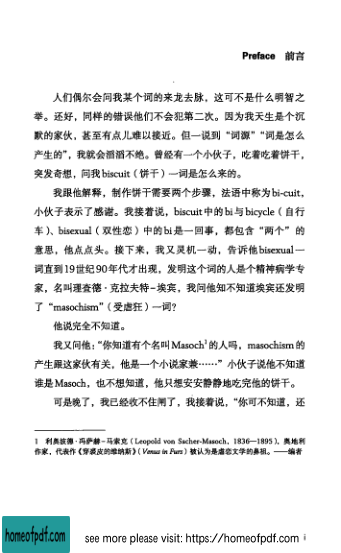 Preface 前言
人们偶尔会问我某个词的来龙去脉，这可不是什么明智之
举。还好，同样的错误他们不会犯第二次。因为我天生是个沉
默的家伙，甚至有点儿难以接近。但一说到“词源”“词是怎么
产生的”，我就会滔滔不绝。曾经有一个小伙子，吃着吃着饼干，
突发奇想，问我biscuit（饼干）一词是怎么来的。
我跟他解释，制作饼干需要两个步骤，法语中称为bi-cuit，
小伙子表示了感谢。我接着说，biscuit中的bi与bicycle（自行
车）、bisexual（双性恋）中的bi是一回事，都包含“两个”的
意思，他点点头。接下来，我又灵机一动，告诉他bisexual一
词直到19世纪90年代才出现，发明这个词的人是个精神病学专
家，名叫理查德·克拉夫特-埃宾，我问他知不知道埃宾还发明
了“masochism”（受虐狂）一词？
他说完全不知道。
我又问他：“你知道有个名叫Masoch¹的人吗，masochism的
产生跟这家伙有关，他是一个小说家兼……”小伙子说他不知道
谁是Masoch，也不想知道，他只想安安静静地吃完他的饼干。
可是晚了，我已经收不住闸了，我接着说，“你可不知道，还
1 利奥波德·冯萨赫-马索克（Leopold von Sacher-Masoch，1836—1895），奥地利
作家，代表作《穿裘皮的维纳斯》（Venus in Furs）被认为是虐恋文学的鼻祖。——编者
homeofpdf.com see more please visit: https://homeofpdf.com i